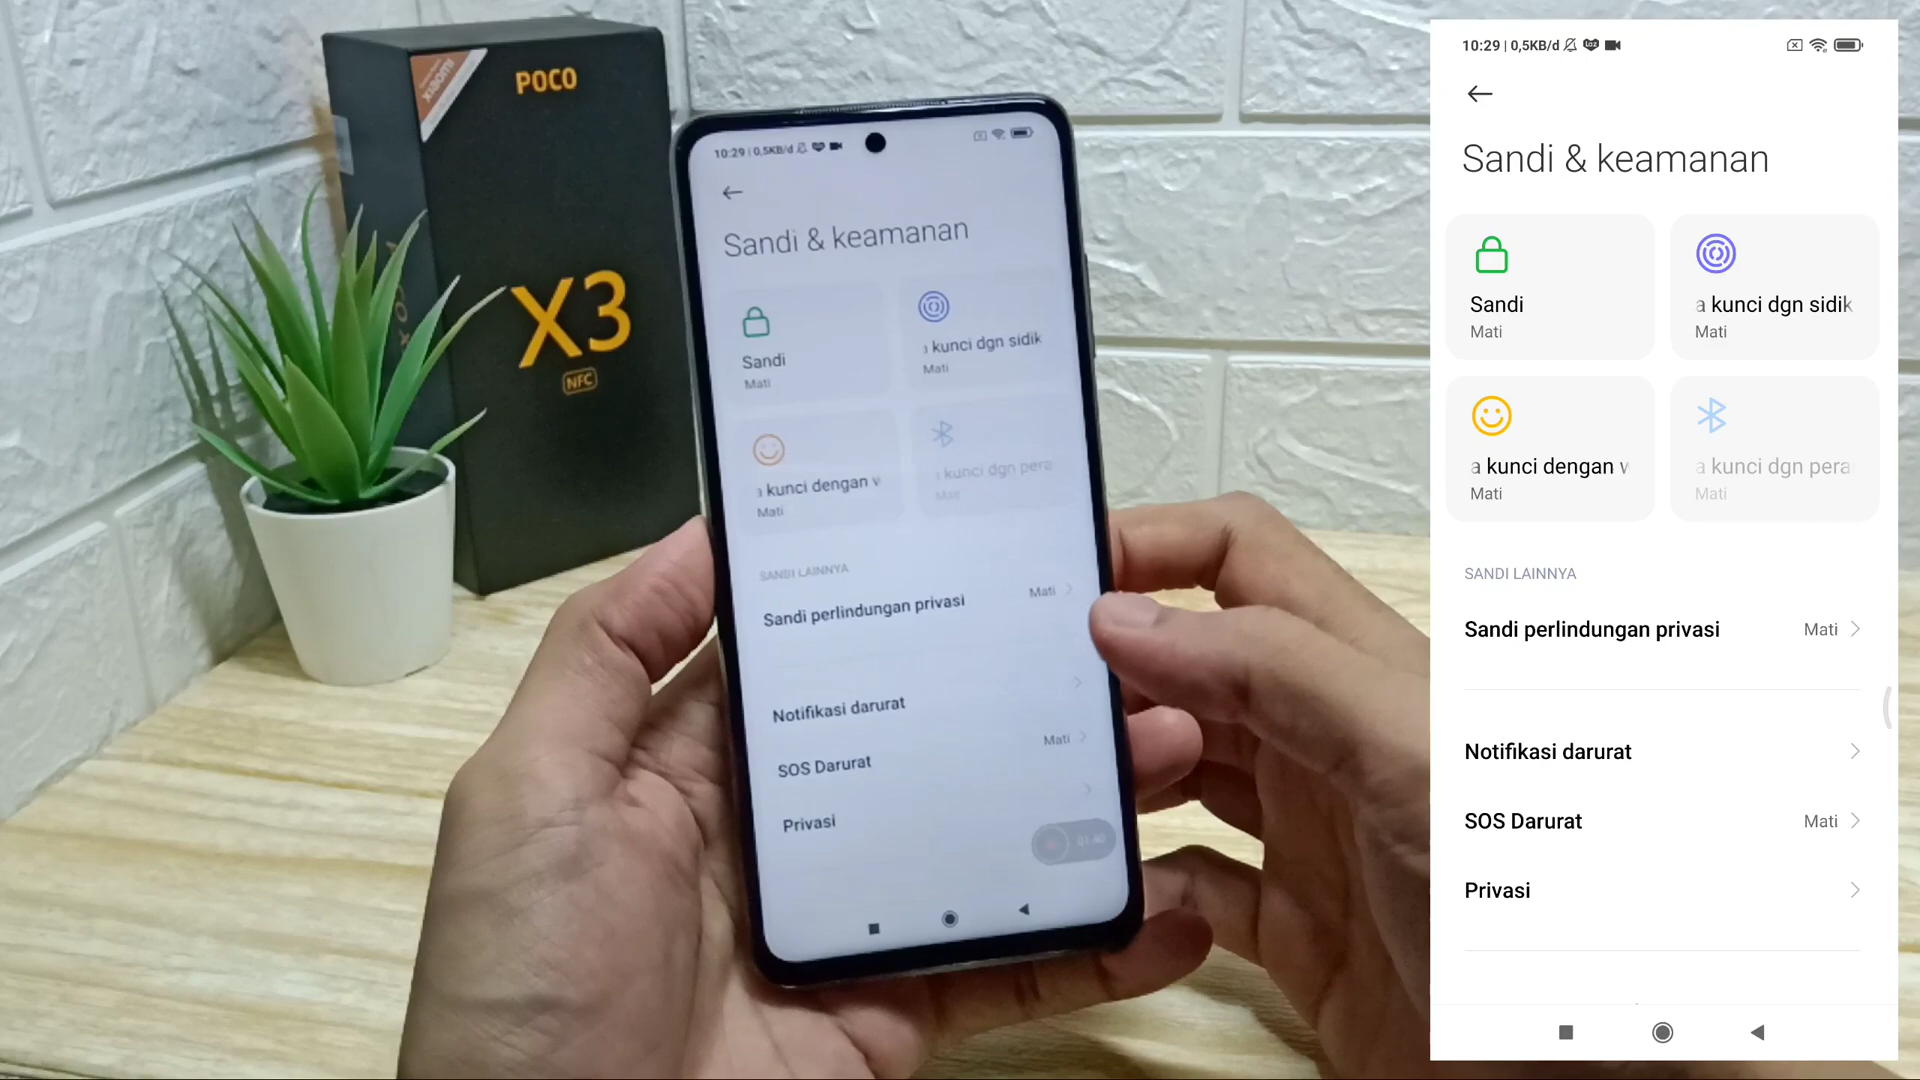 xiaomi
POCO
X3
NFC
10:29 | 0,5KB/d
Sandi & keamanan
Sandi
Mati
kunci dgn sidik
Mati
a kunci dengan v
Mati
kunci dgn pera
Mati
SANDI LAINNYA
Sandi perlindungan privasi
Mati
Notifikasi darurat
SOS Darurat
Mati
Privasi
01:40
10:29 | 0,5KB/d
Sandi & keamanan
Sandi
Mati
a kunci dgn sidik
Mati
a kunci dengan v
Mati
a kunci dgn pera
Mati
SANDI LAINNYA
Sandi perlindungan privasi
Mati
Notifikasi darurat
SOS Darurat
Mati
Privasi